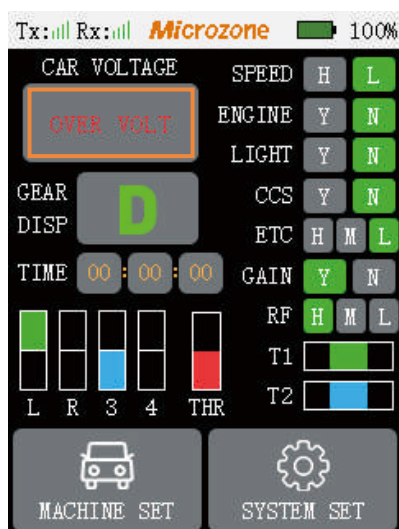 Tx: Rx: Microzone 100%
CAR VOLTAGE
OVER VOLT
SPEED H L
ENGINE Y N
LIGHT Y N
GEAR DISP
D
CCS Y N
ETC H M L
TIME 00:00:00
GAIN Y N
RF H M L
T1
T2
L R 3 4 THR
MACHINE SET
SYSTEM SET